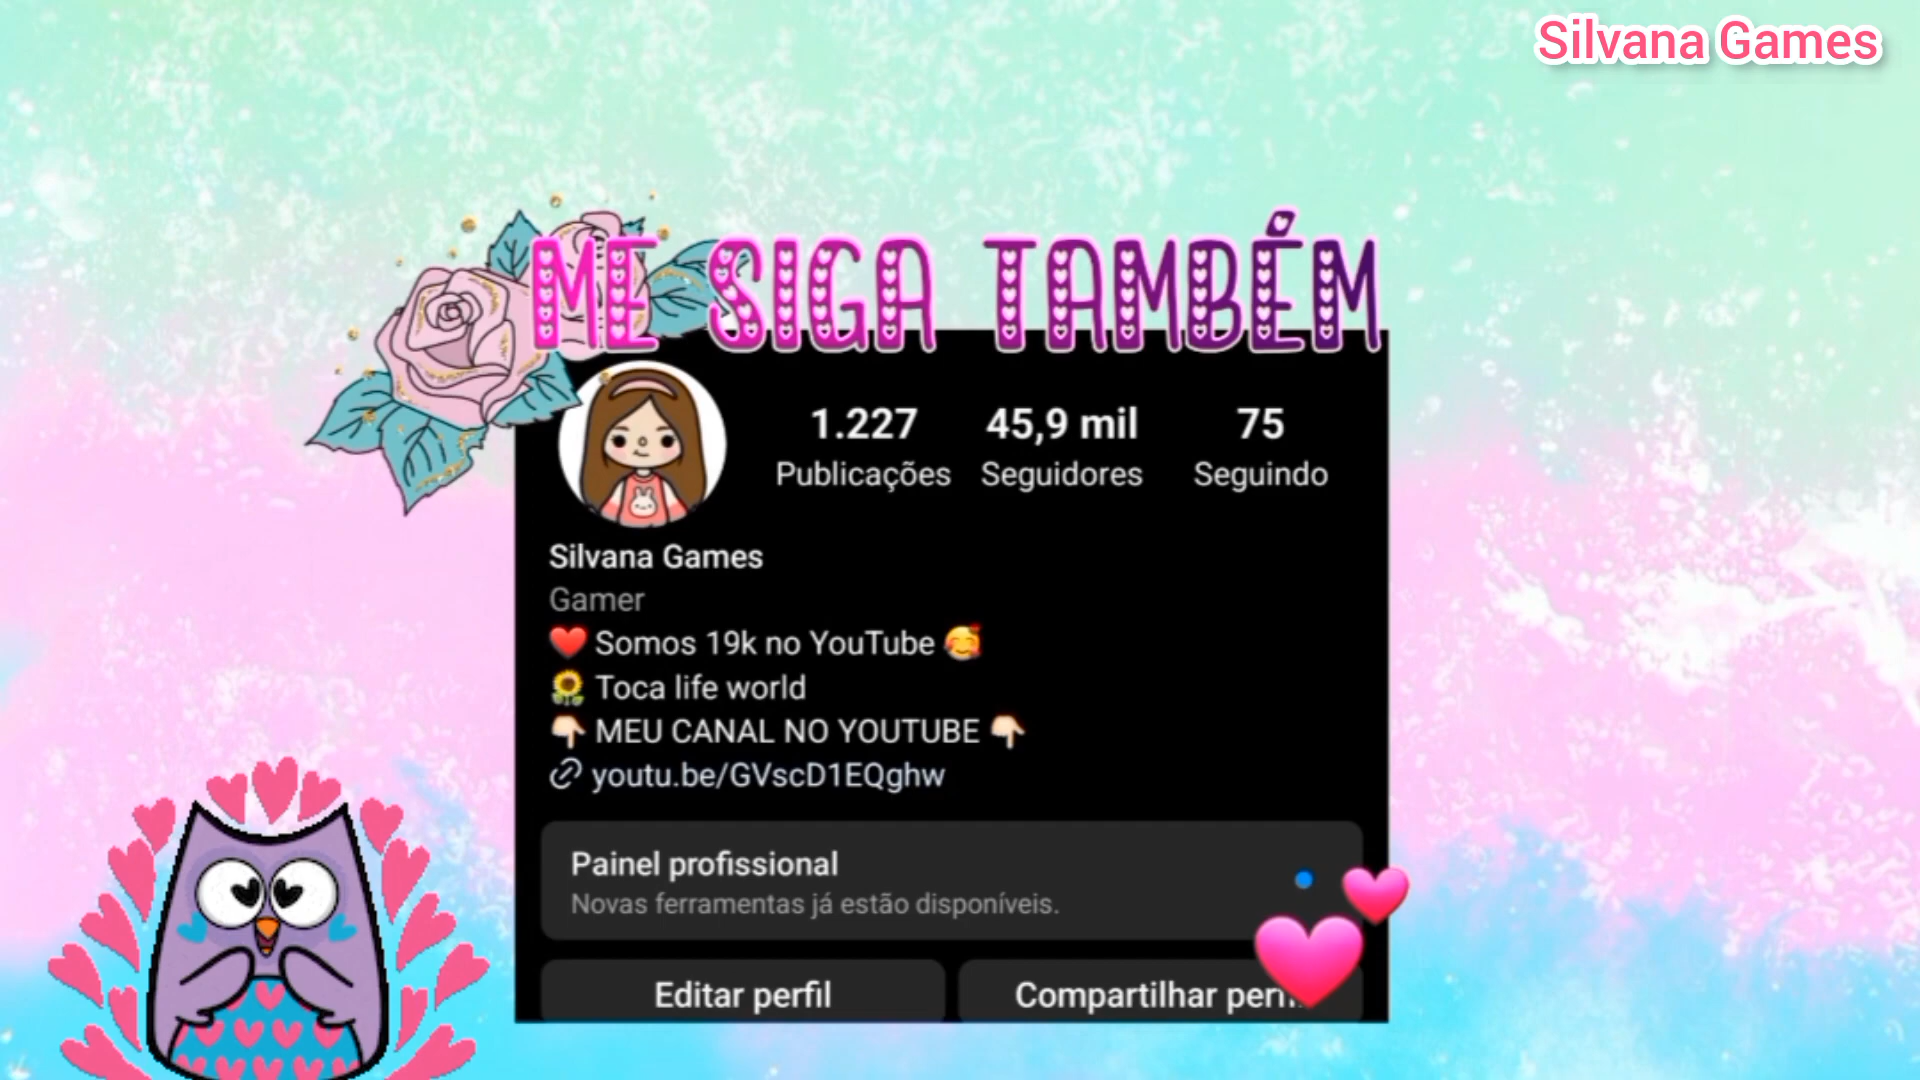 Silvana Games
ME SIGA TAMBÉM
1.227 45,9 mil 75
Publicações Seguidores Seguindo
Silvana Games
Gamer
❤️ Somos 19k no YouTube 🥰
🌻 Toca life world
👇🏻 MEU CANAL NO YOUTUBE 👇🏻
youtu.be/GVscD1EQghw
Painel profissional
Novas ferramentas já estão disponíveis.
Editar perfil Compartilhar